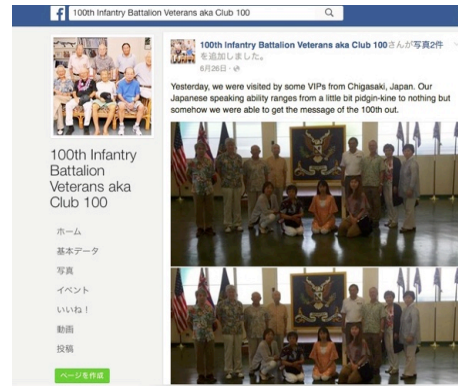 100th Infantry Battalion Veterans aka Club 100
100th Infantry Battalion Veterans aka Club 100さんが写真2件
を追加しました。
6月26日
Yesterday, we were visited by some VIPs from Chigasaki, Japan. Our
Japanese speaking ability ranges from a little bit pidgin-kine to nothing but
somehow we were able to get the message of the 100th out.
100th Infantry
Battalion
Veterans aka
Club 100
ホーム
基本データ
写真
イベント
いいね！
動画
投稿
ページを作成